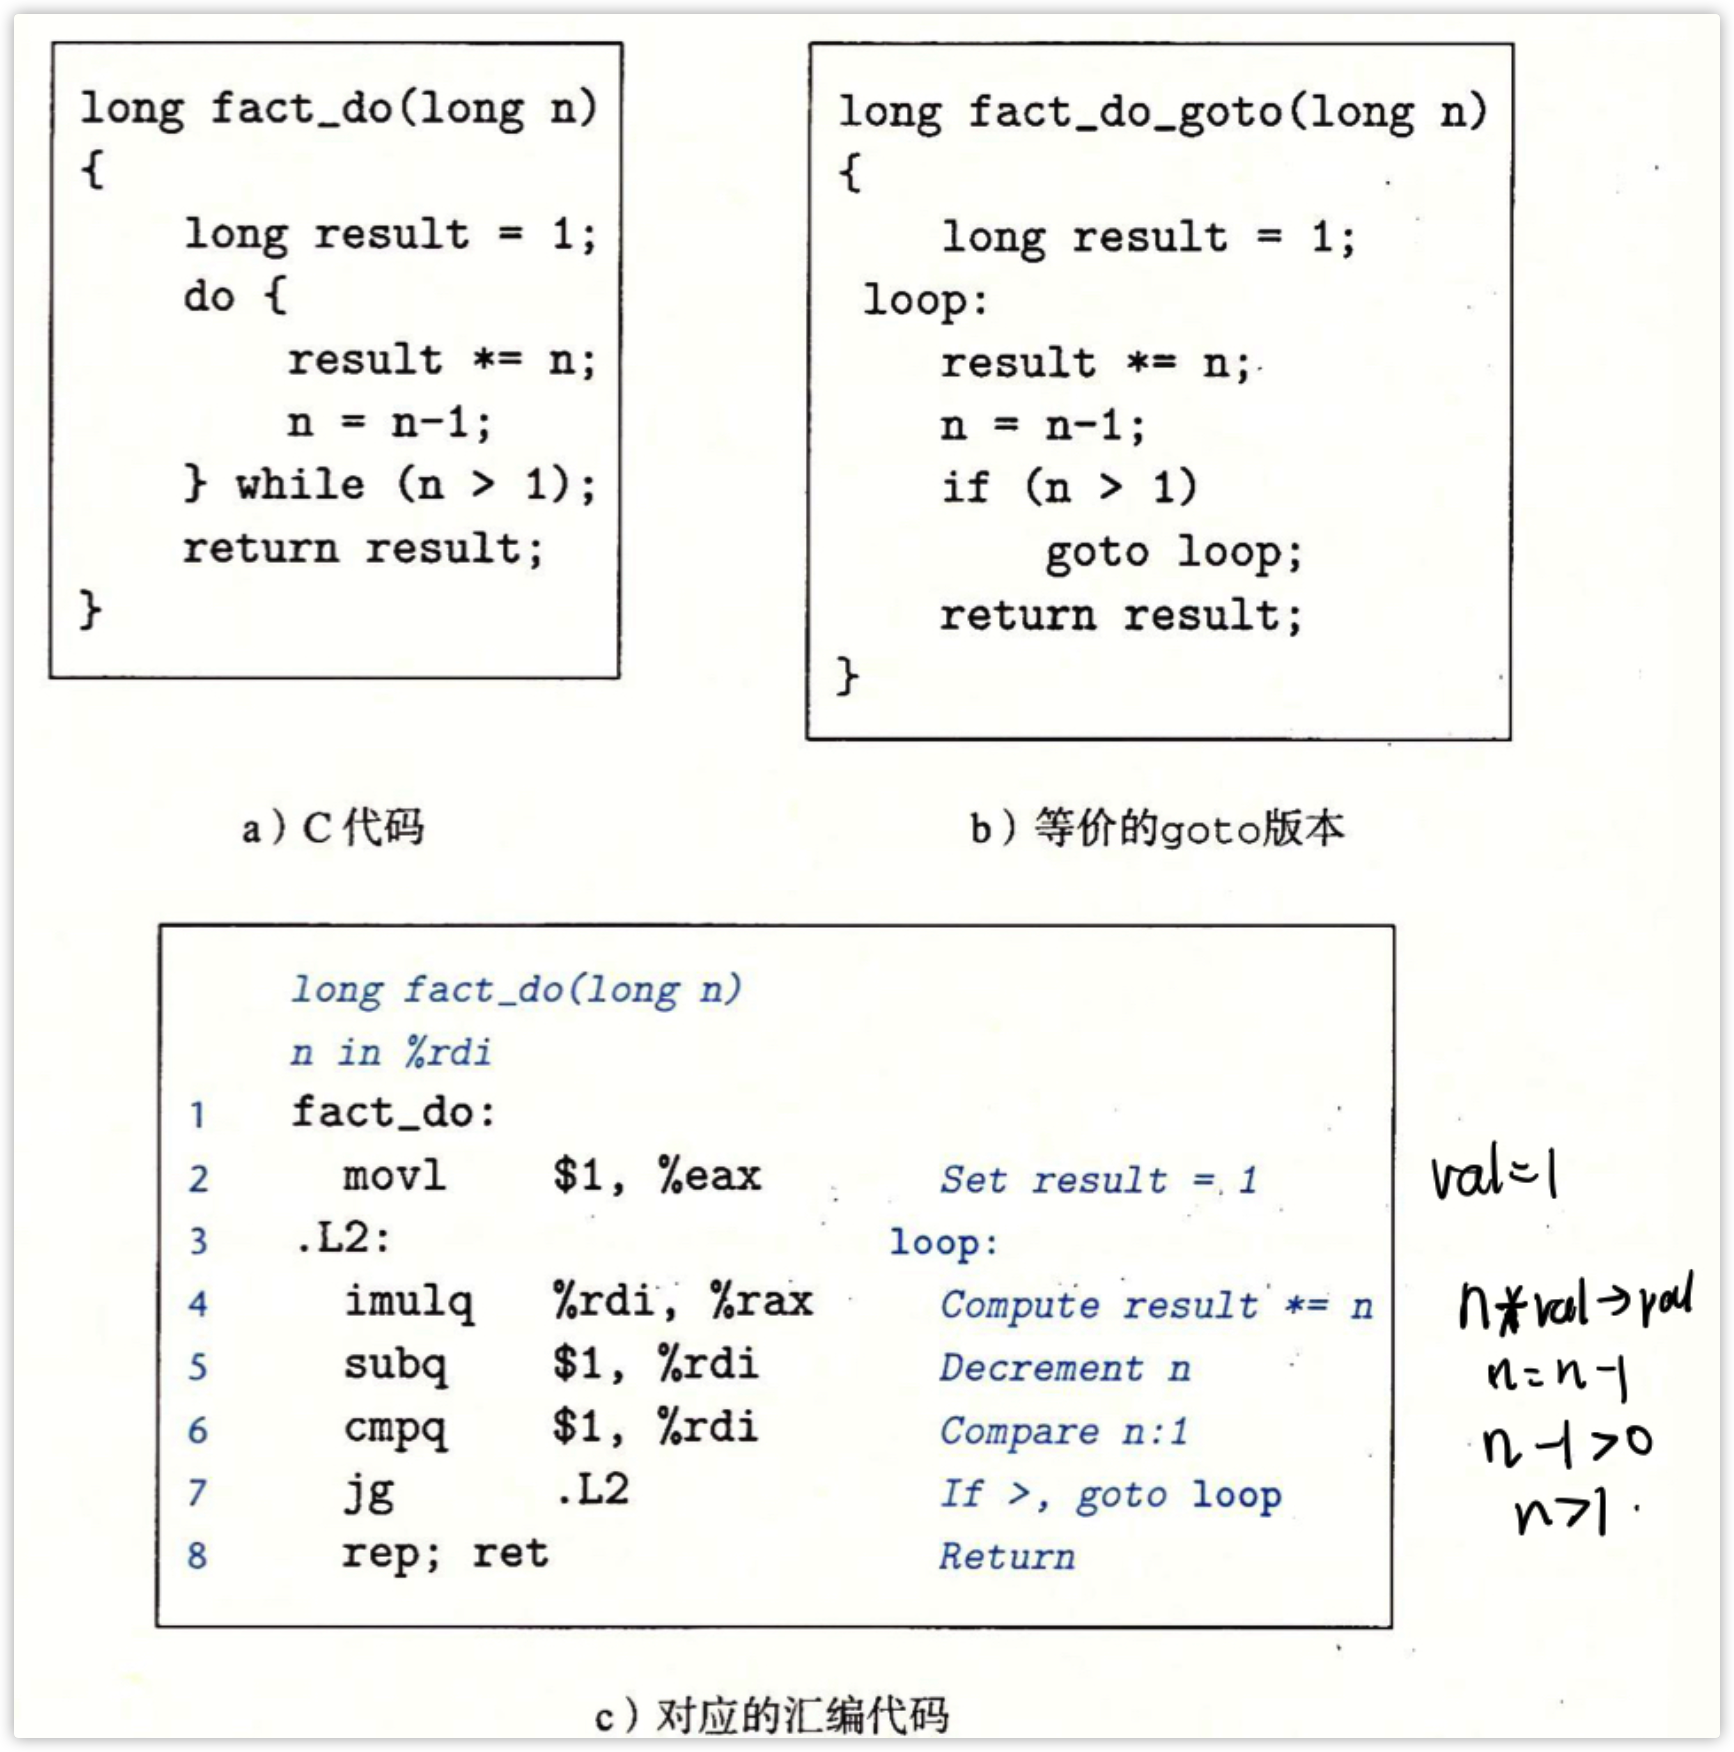 long fact_do(long n)
{
    long result = 1;
    do {
        result *= n;
        n = n-1;
    } while (n > 1);
    return result;
}
a）C 代码
long fact_do_goto(long n)
{
    long result = 1;
 loop:
    result *= n;
    n = n-1;
    if (n > 1)
        goto loop;
    return result;
}
b）等价的goto版本
long fact_do(long n)
n in %rdi
1 fact_do:
2 movl $1, %eax Set result = 1 val=1
3 .L2: loop:
4 imulq %rdi, %rax Compute result *= n n*val→val
5 subq $1, %rdi Decrement n n=n-1
6 cmpq $1, %rdi Compare n:1 n-1>0
7 jg .L2 If >, goto loop n>1
8 rep; ret Return
c）对应的汇编代码